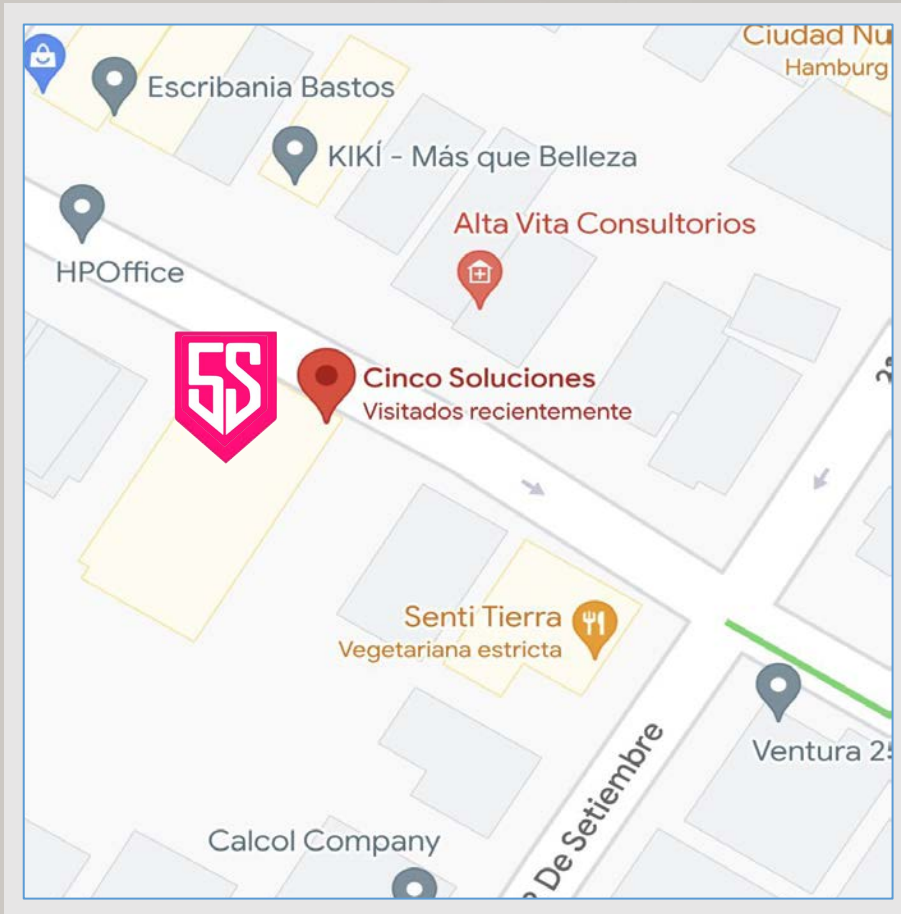 Ciudad Nu
Hamburg
Escribania Bastos
KIKÍ - Más que Belleza
Alta Vita Consultorios
HPOffice
5S
Cinco Soluciones
Visitados recientemente
Senti Tierra
Vegetariana estricta
De Setiembre
Ventura 25
Calcol Company